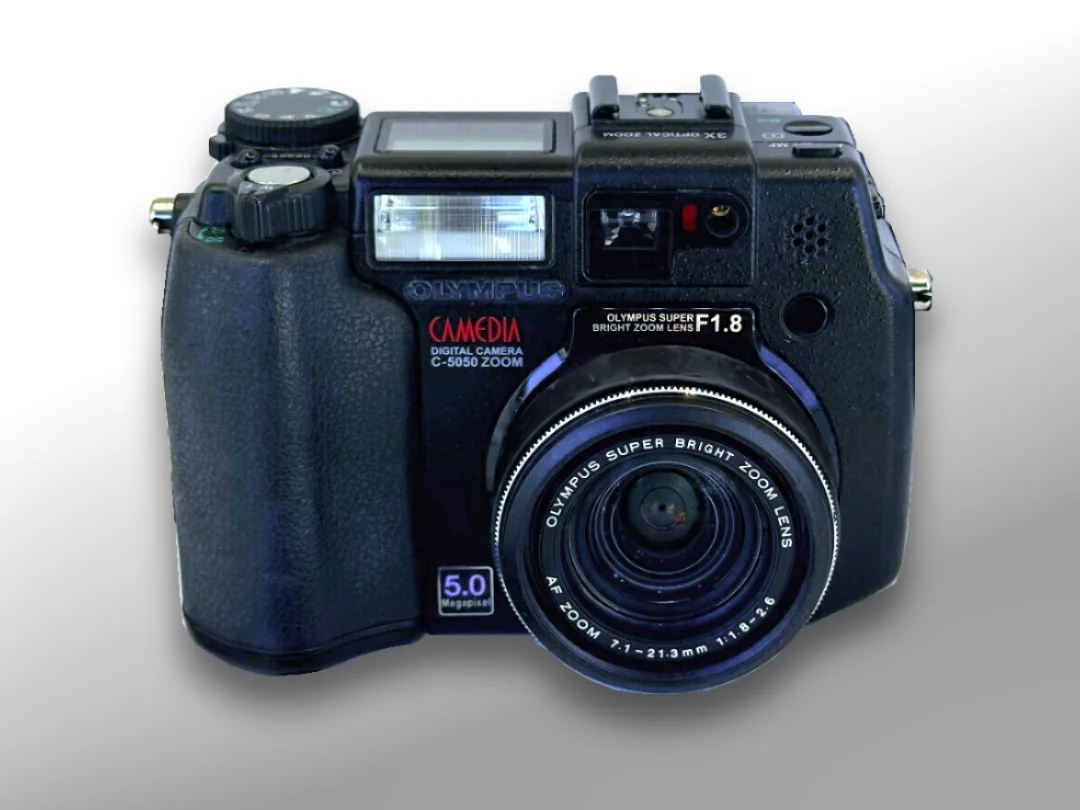 3X OPTICAL ZOOM
OLYMPUS
CAMEDIA
DIGITAL CAMERA
C-5050 ZOOM
OLYMPUS SUPER
BRIGHT ZOOM LENS F1.8
OLYMPUS SUPER BRIGHT ZOOM LENS
AF ZOOM 7.1-21.3mm 1:1.8-2.6
5.0
Megapixel